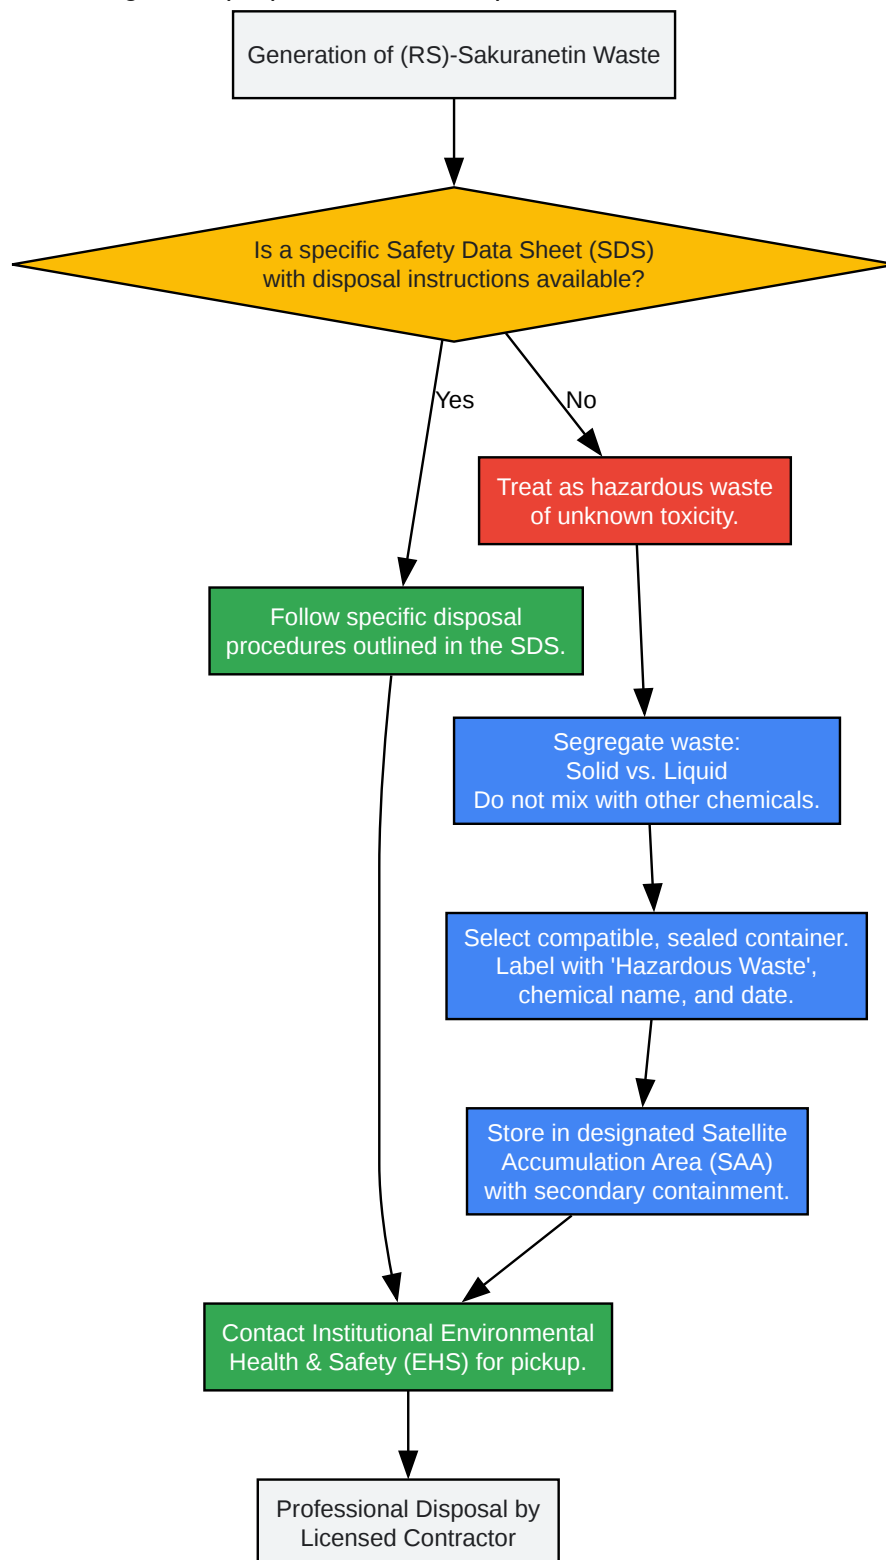 Generation of (RS)-Sakuranetin Waste
Is a specific Safety Data Sheet (SDS)
with disposal instructions available?
Yes
No
Treat as hazardous waste
of unknown toxicity.
Follow specific disposal
procedures outlined in the SDS.
Segregate waste:
Solid vs. Liquid
Do not mix with other chemicals.
Select compatible, sealed container.
Label with 'Hazardous Waste',
chemical name, and date.
Store in designated Satellite
Accumulation Area (SAA)
with secondary containment.
Contact Institutional Environmental
Health & Safety (EHS) for pickup.
Professional Disposal by
Licensed Contractor